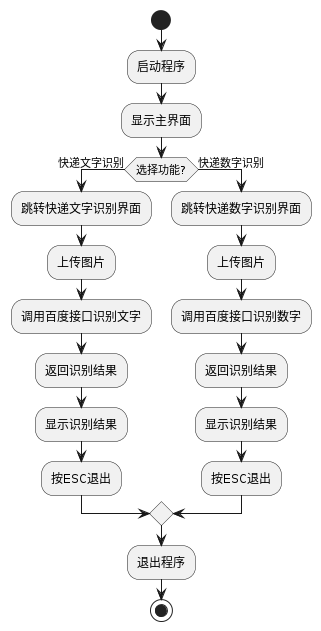 启动程序
显示主界面
选择功能?
快递文字识别
跳转快递文字识别界面
上传图片
调用百度接口识别文字
返回识别结果
显示识别结果
按ESC退出
快递数字识别
跳转快递数字识别界面
上传图片
调用百度接口识别数字
返回识别结果
显示识别结果
按ESC退出
退出程序